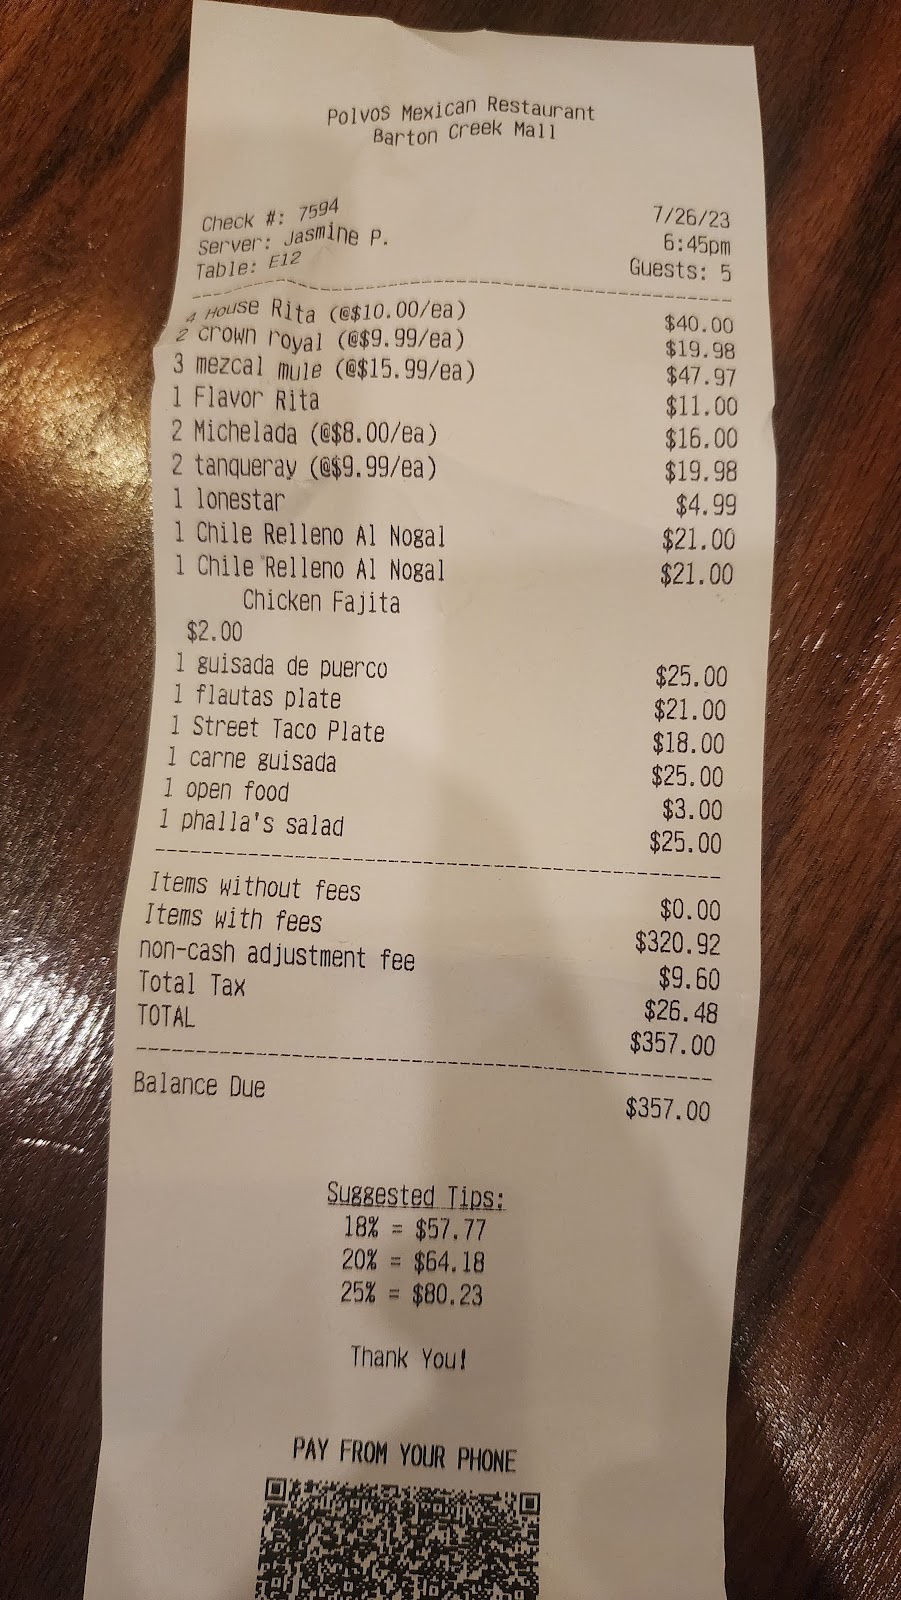 Polvos Mexican Restaurant
Barton Creek Mall
Check #: 7594 7/26/23
Server: Jasmine P. 6:45pm
Table: E12 Guests: 5
4 House Rita (@$10.00/ea) $40.00
2 crown royal (@$9.99/ea) $19.98
3 mezcal mule (@$15.99/ea) $47.97
1 Flavor Rita $11.00
2 Michelada (@$8.00/ea) $16.00
2 tanqueray (@$9.99/ea) $19.98
1 lonestar $4.99
1 Chile Relleno Al Nogal $21.00
1 Chile Relleno Al Nogal $21.00
Chicken Fajita
$2.00
1 guisada de puerco $25.00
1 flautas plate $21.00
1 Street Taco Plate $18.00
1 carne guisada $25.00
1 open food $3.00
1 phalla's salad $25.00
Items without fees $0.00
Items with fees $320.92
non-cash adjustment fee $9.60
Total Tax $26.48
TOTAL $357.00
Balance Due $357.00
Suggested Tips:
18% = $57.77
20% = $64.18
25% = $80.23
Thank You!
PAY FROM YOUR PHONE